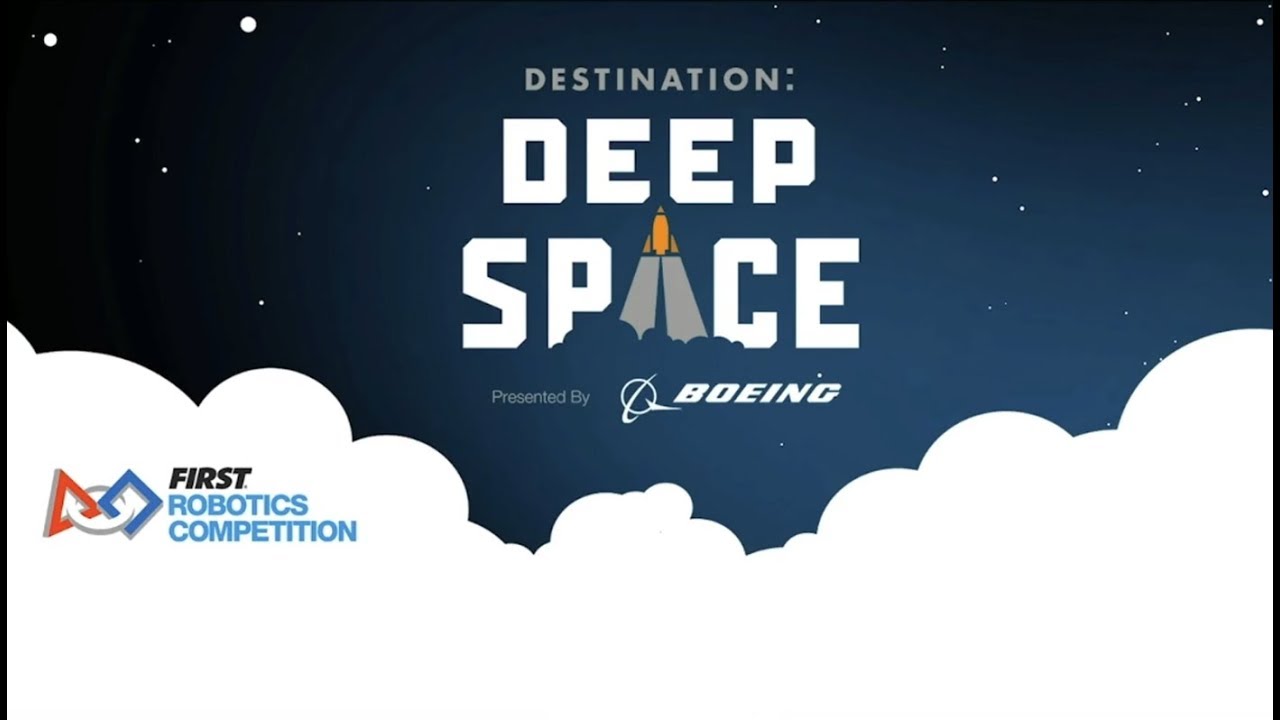 DESTINATION:
DEEP
SPACE
Presented By BOEING
FIRST®
ROBOTICS
COMPETITION